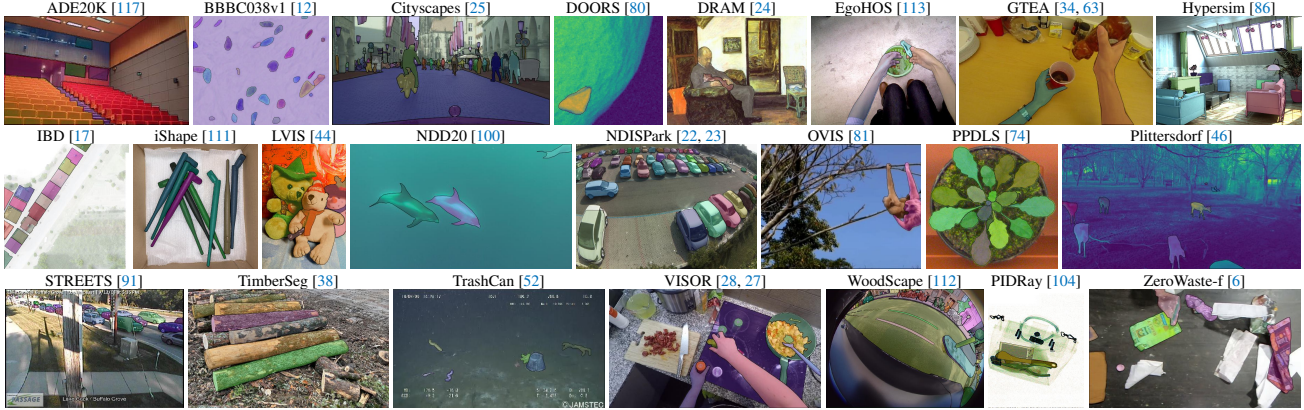 ADE20K [117] BBBC038v1 [12] Cityscapes [25] DOORS [80] DRAM [24] EgoHOS [113] GTEA [34, 63] Hypersim [86]
IBD [17] iShape [111] LVIS [44] NDD20 [100] NDISPark [22, 23] OVIS [81] PPDLS [74] Plittersdorf [46]
STREETS [91] TimberSeg [38] TrashCan [52] VISOR [28, 27] WoodScape [112] PIDRay [104] ZeroWaste-f [6]
©JAMSTEC